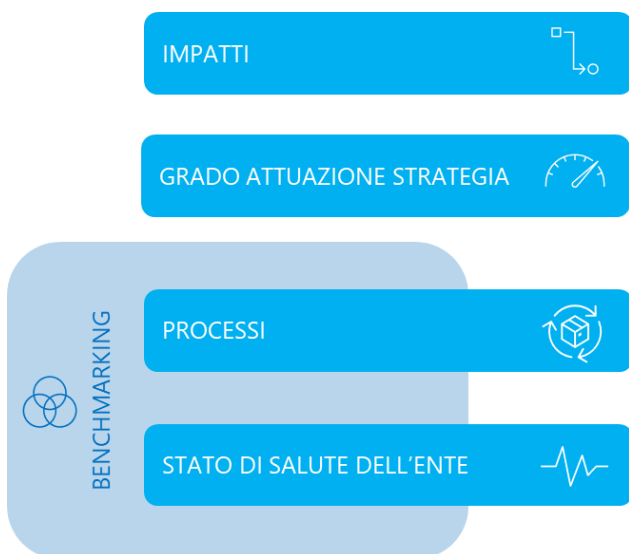 IMPATTI
GRADO ATTUAZIONE STRATEGIA
BENCHMARKING
PROCESSI
STATO DI SALUTE DELL'ENTE